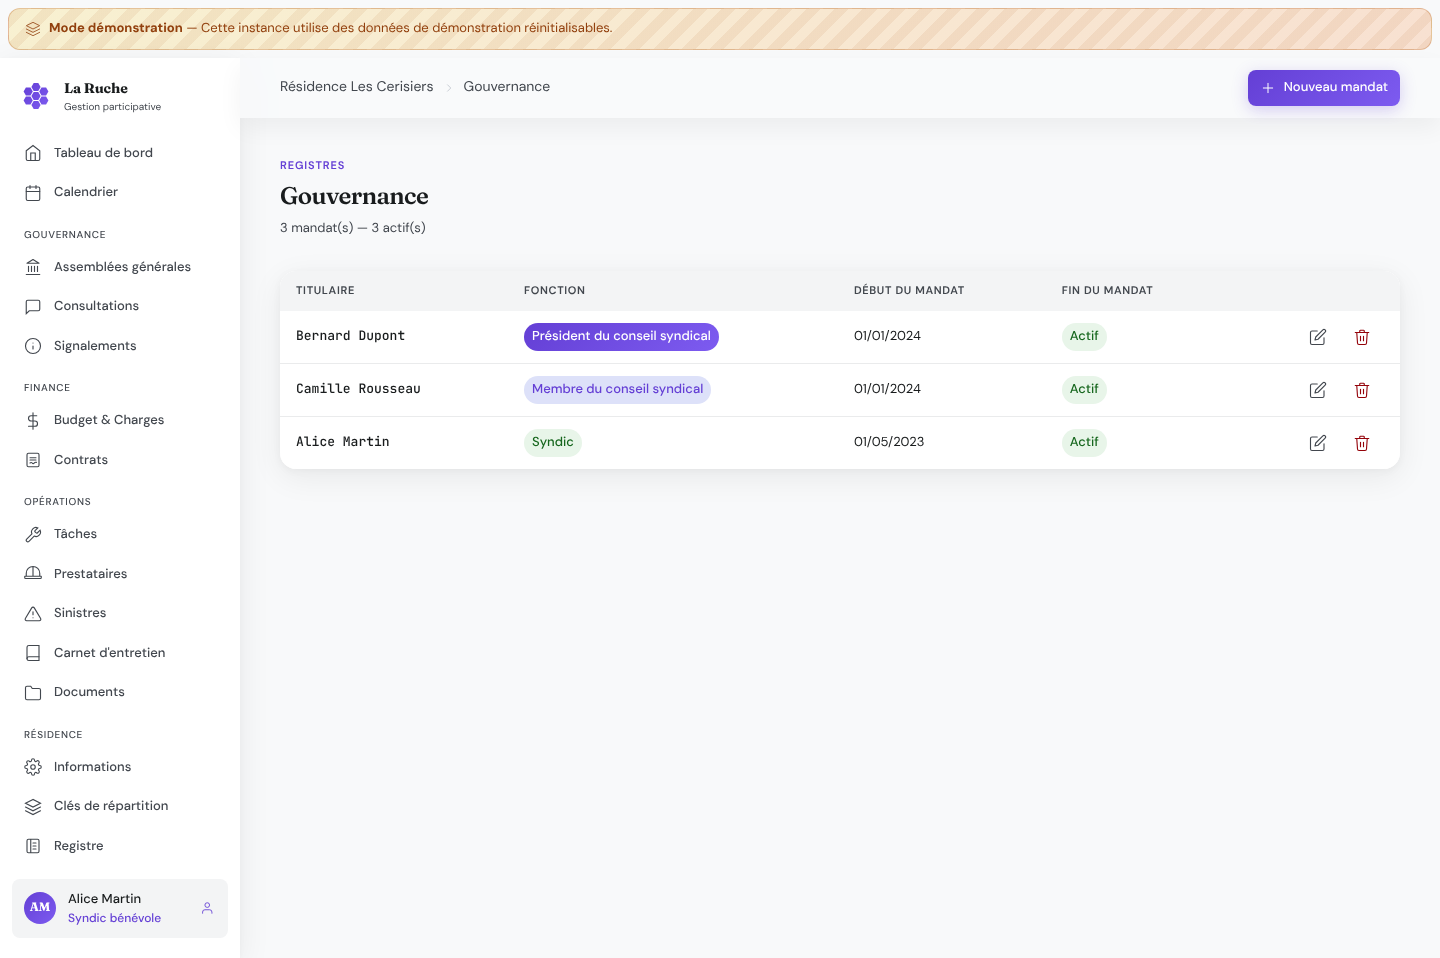 Mode démonstration — Cette instance utilise des données de démonstration réinitialisables.
La Ruche
Gestion participative
Tableau de bord
Calendrier
GOUVERNANCE
Assemblées générales
Consultations
Signalements
FINANCE
Budget & Charges
Contrats
OPÉRATIONS
Tâches
Prestataires
Sinistres
Carnet d'entretien
Documents
RÉSIDENCE
Informations
Clés de répartition
Registre
AM
Alice Martin
Syndic bénévole
Résidence Les Cerisiers > Gouvernance
Nouveau mandat
REGISTRES
Gouvernance
3 mandat(s) — 3 actif(s)
TITULAIRE FONCTION DÉBUT DU MANDAT FIN DU MANDAT
Bernard Dupont Président du conseil syndical 01/01/2024 Actif
Camille Rousseau Membre du conseil syndical 01/01/2024 Actif
Alice Martin Syndic 01/05/2023 Actif